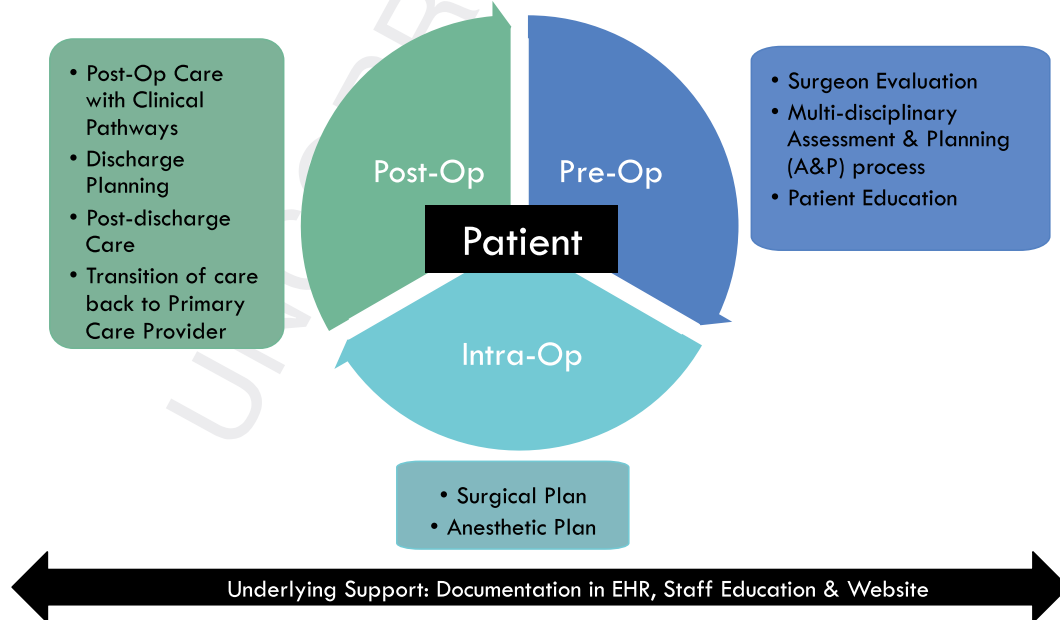 • Post-Op Care
with Clinical
Pathways
• Discharge
Planning
• Post-discharge
Care
• Transition of care
back to Primary
Care Provider
Post-Op
Pre-Op
Patient
Intra-Op
• Surgeon Evaluation
• Multi-disciplinary
Assessment & Planning
(A&P) process
• Patient Education
• Surgical Plan
• Anesthetic Plan
Underlying Support: Documentation in EHR, Staff Education & Website